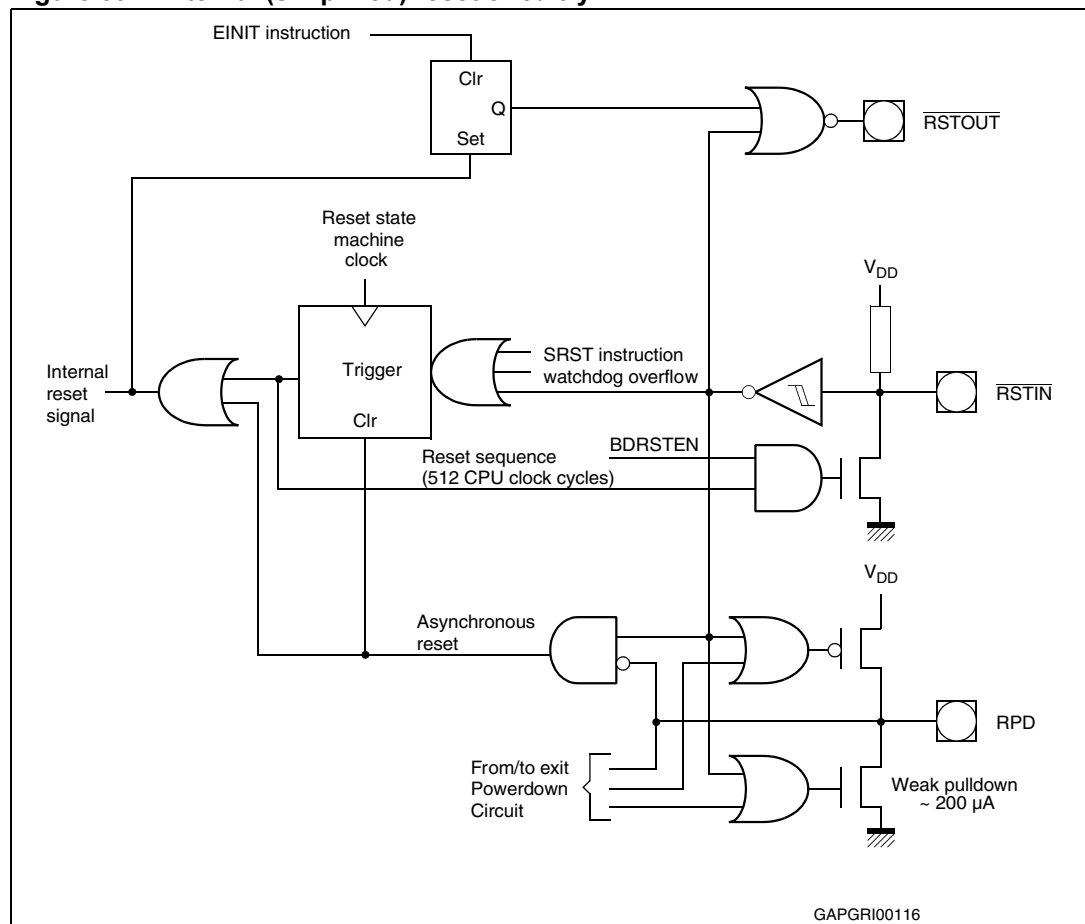 EINIT instruction
Clr
Q
Set
RSTOUT
Reset state
machine
clock
VDD
Trigger
Clr
SRST instruction
watchdog overflow
Internal
reset
signal
RSTIN
BDRSTEN
Reset sequence
(512 CPU clock cycles)
VDD
Asynchronous
reset
RPD
From/to exit
Powerdown
Circuit
Weak pulldown
~ 200 µA
GAPGRI00116